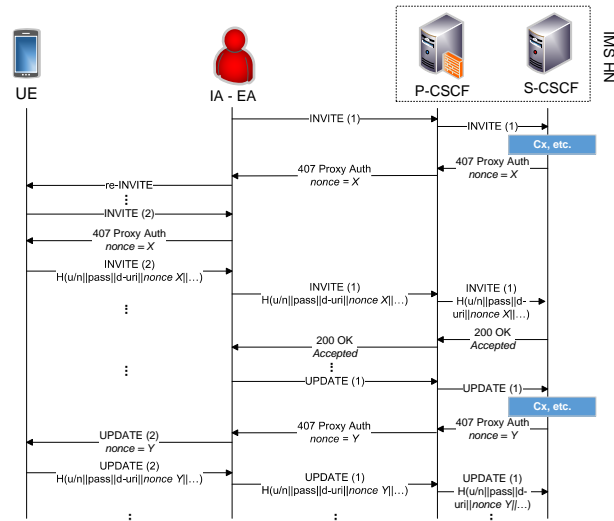 IMS HN
UE
IA - EA
P-CSCF
S-CSCF
INVITE (1)
INVITE (1)
Cx, etc.
407 Proxy Auth
nonce = X
407 Proxy Auth
nonce = X
re-INVITE
INVITE (2)
407 Proxy Auth
nonce = X
INVITE (2)
H(u/n||pass||d-uri||nonce X||…)
INVITE (1)
H(u/n||pass||d-uri||nonce X||…)
INVITE (1)
H(u/n||pass||d-
uri||nonce X||…)
200 OK
Accepted
200 OK
Accepted
UPDATE (1)
UPDATE (1)
Cx, etc.
407 Proxy Auth
nonce = Y
407 Proxy Auth
nonce = Y
UPDATE (2)
nonce = Y
UPDATE (2)
H(u/n||pass||d-uri||nonce Y||…)
UPDATE (1)
H(u/n||pass||d-uri||nonce Y||…)
UPDATE (1)
H(u/n||pass||d-
uri||nonce Y||…)